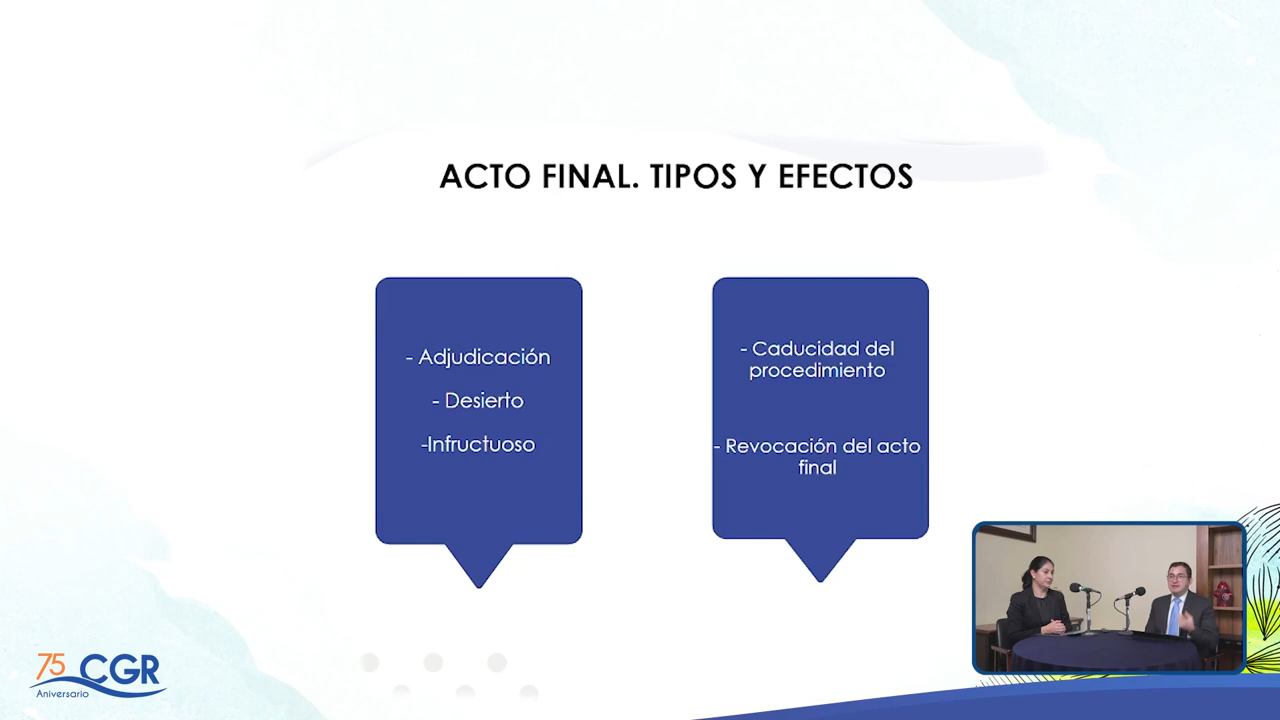 ACTO FINAL. TIPOS Y EFECTOS
- Adjudicación
- Desierto
-Infructuoso
- Caducidad del
procedimiento
- Revocación del acto
final
75 CGR
Aniversario